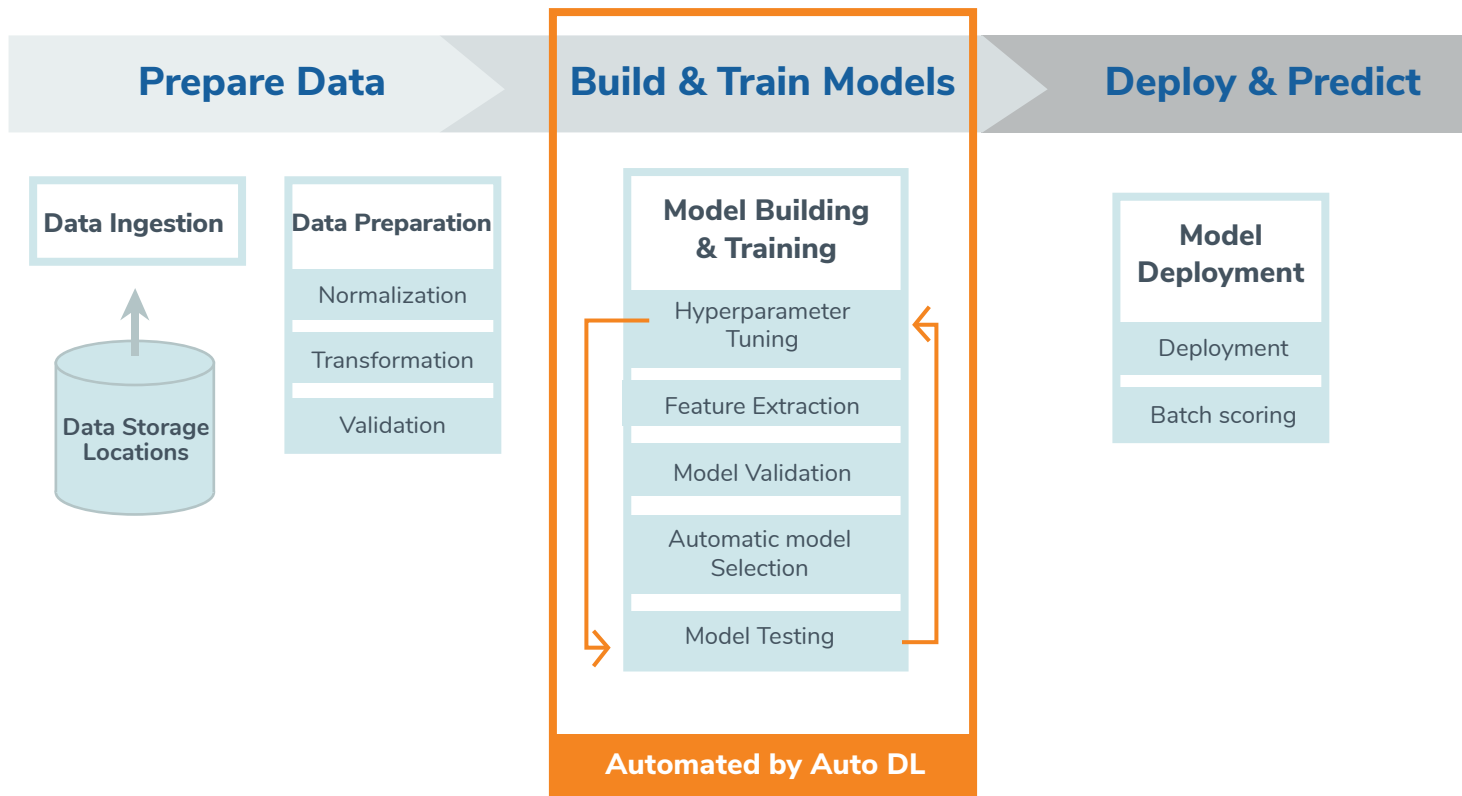 Prepare Data
Build & Train Models
Deploy & Predict
Data Ingestion
Data Storage
Locations
Data Preparation
Normalization
Transformation
Validation
Model Building
& Training
Hyperparameter
Tuning
Feature Extraction
Model Validation
Automatic model
Selection
Model Testing
Automated by Auto DL
Model
Deployment
Deployment
Batch scoring